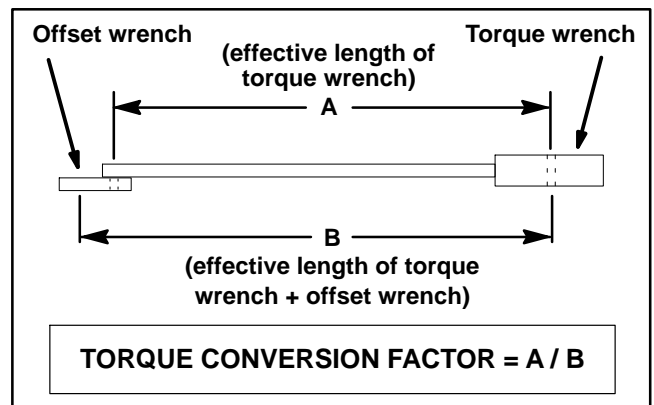 Offset wrench
Torque wrench
(effective length of
torque wrench)
A
B
(effective length of torque
wrench + offset wrench)
TORQUE CONVERSION FACTOR = A / B